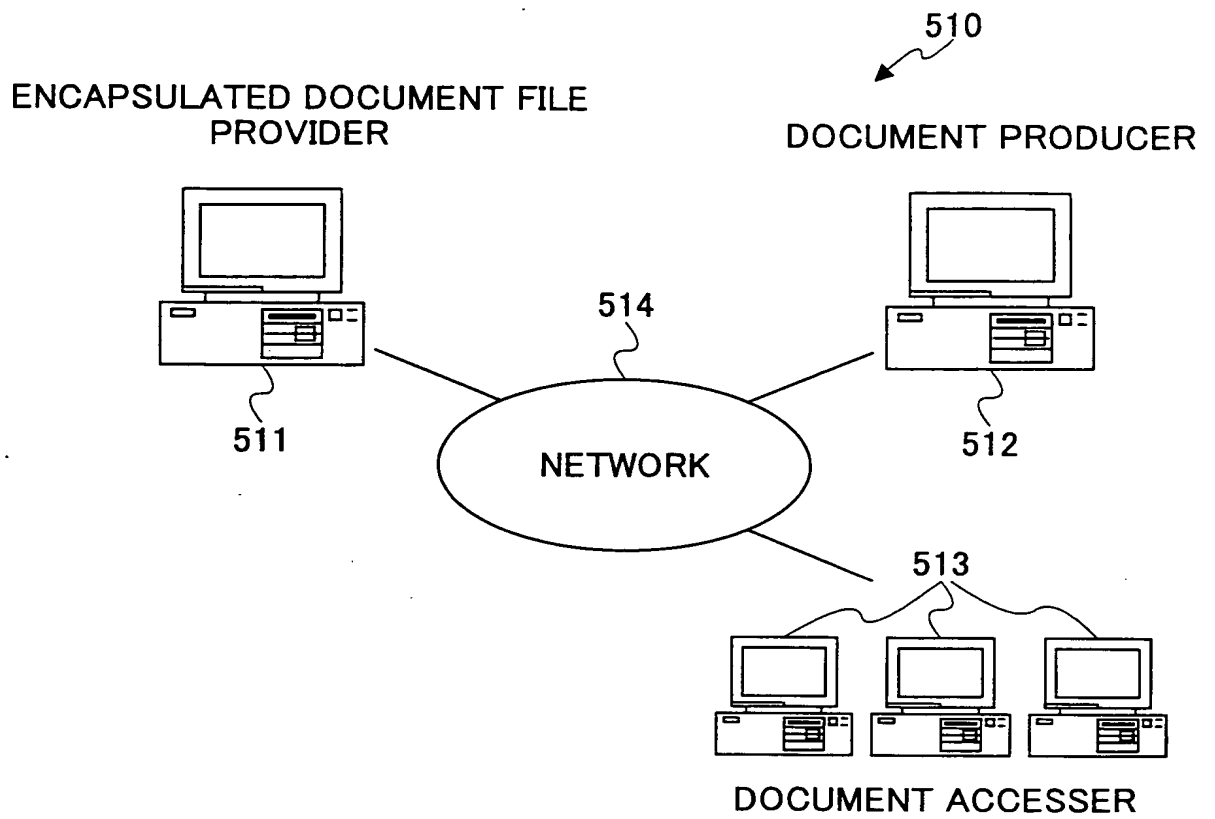 510
ENCAPSULATED DOCUMENT FILE
PROVIDER
DOCUMENT PRODUCER
514
511
512
NETWORK
513
DOCUMENT ACCESSER